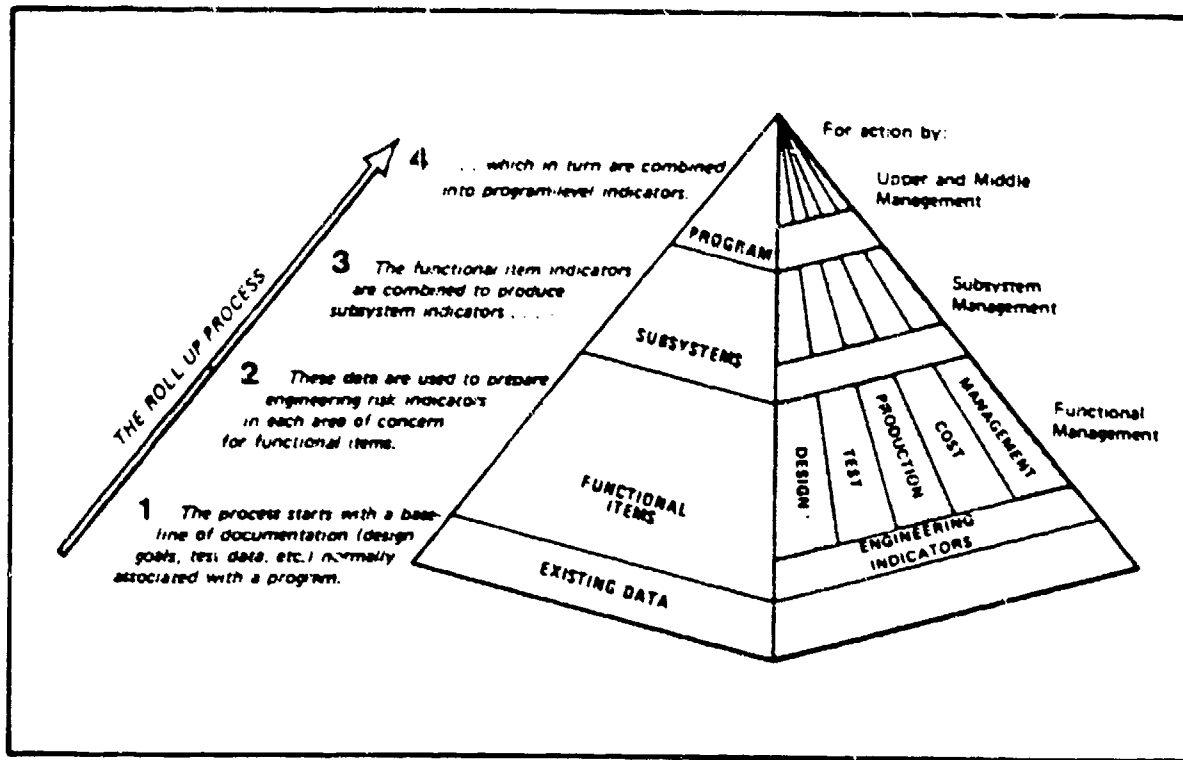 For action by:
4 . . which in turn are combined
into program-level indicators.
Upper and Middle
Management
PROGRAM
3 The functional item indicators
are combined to produce
subsystem indicators . . . .
Subsystem
Management
THE ROLL UP PROCESS
SUBSYSTEMS
2 These data are used to prepare
engineering risk indicators
in each area of concern
for functional items.
Functional
Management
DESIGN
TEST
PRODUCTION
COST
MANAGEMENT
FUNCTIONAL
ITEMS
1 The process starts with a base-
line of documentation (design
goals, test data, etc.) normally
associated with a program.
ENGINEERING
INDICATORS
EXISTING DATA